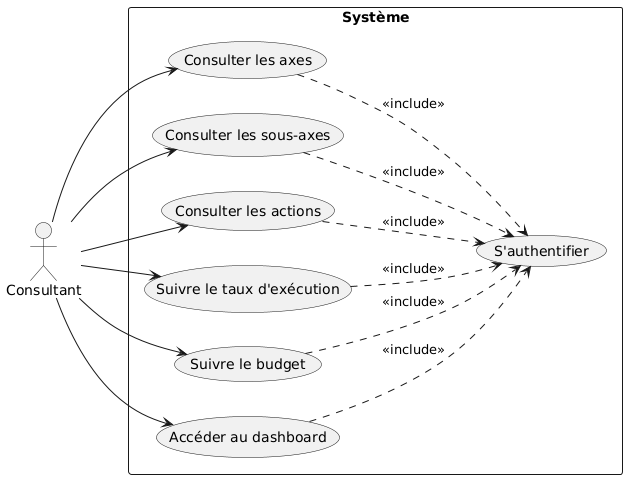 Système
Consulter les axes
«include»
Consulter les sous-axes
«include»
Consulter les actions
«include»
S'authentifier
Suivre le taux d'exécution
«include»
Consultant
«include»
Suivre le budget
«include»
Accéder au dashboard